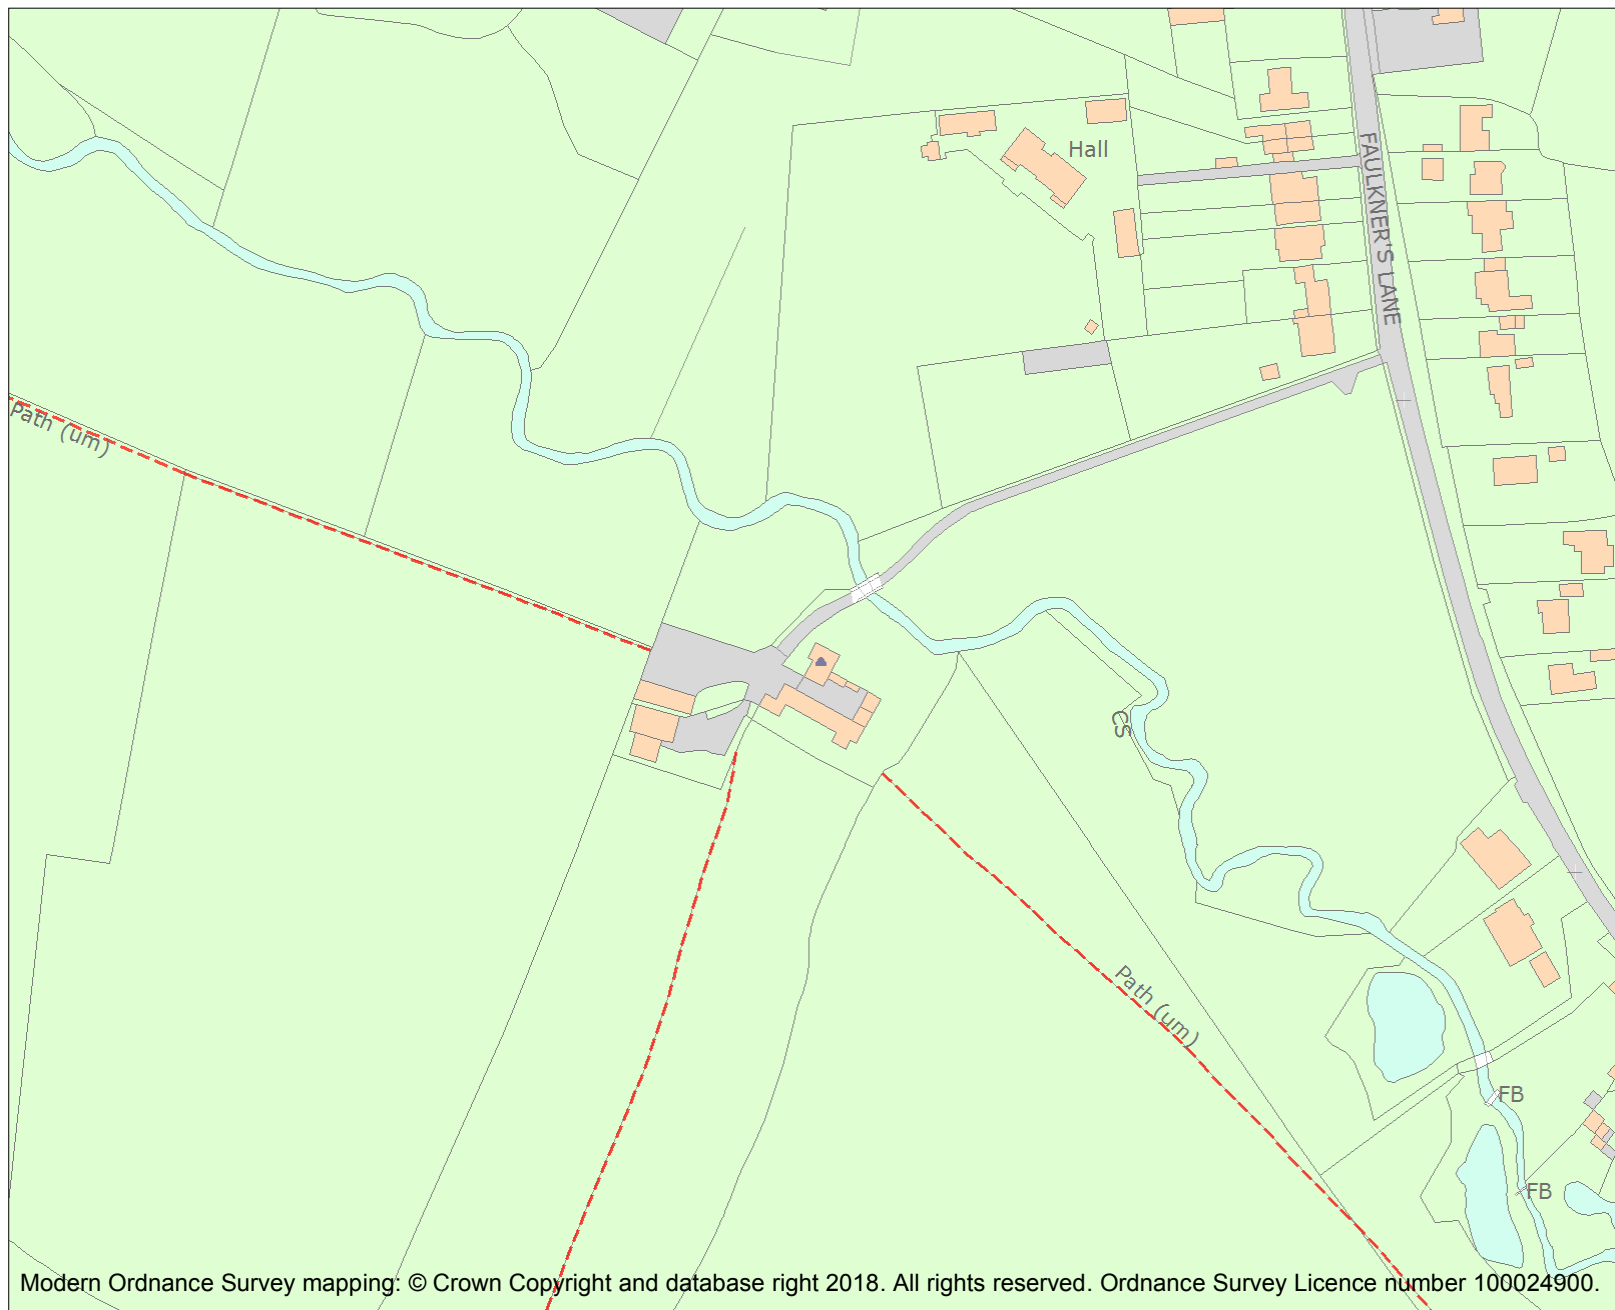 Hall
FAULKNER'S LANE
Path (um)
CS
Path (um)
FB
FB
Modern Ordnance Survey mapping: © Crown Copyright and database right 2018. All rights reserved. Ordnance Survey Licence number 100024900.